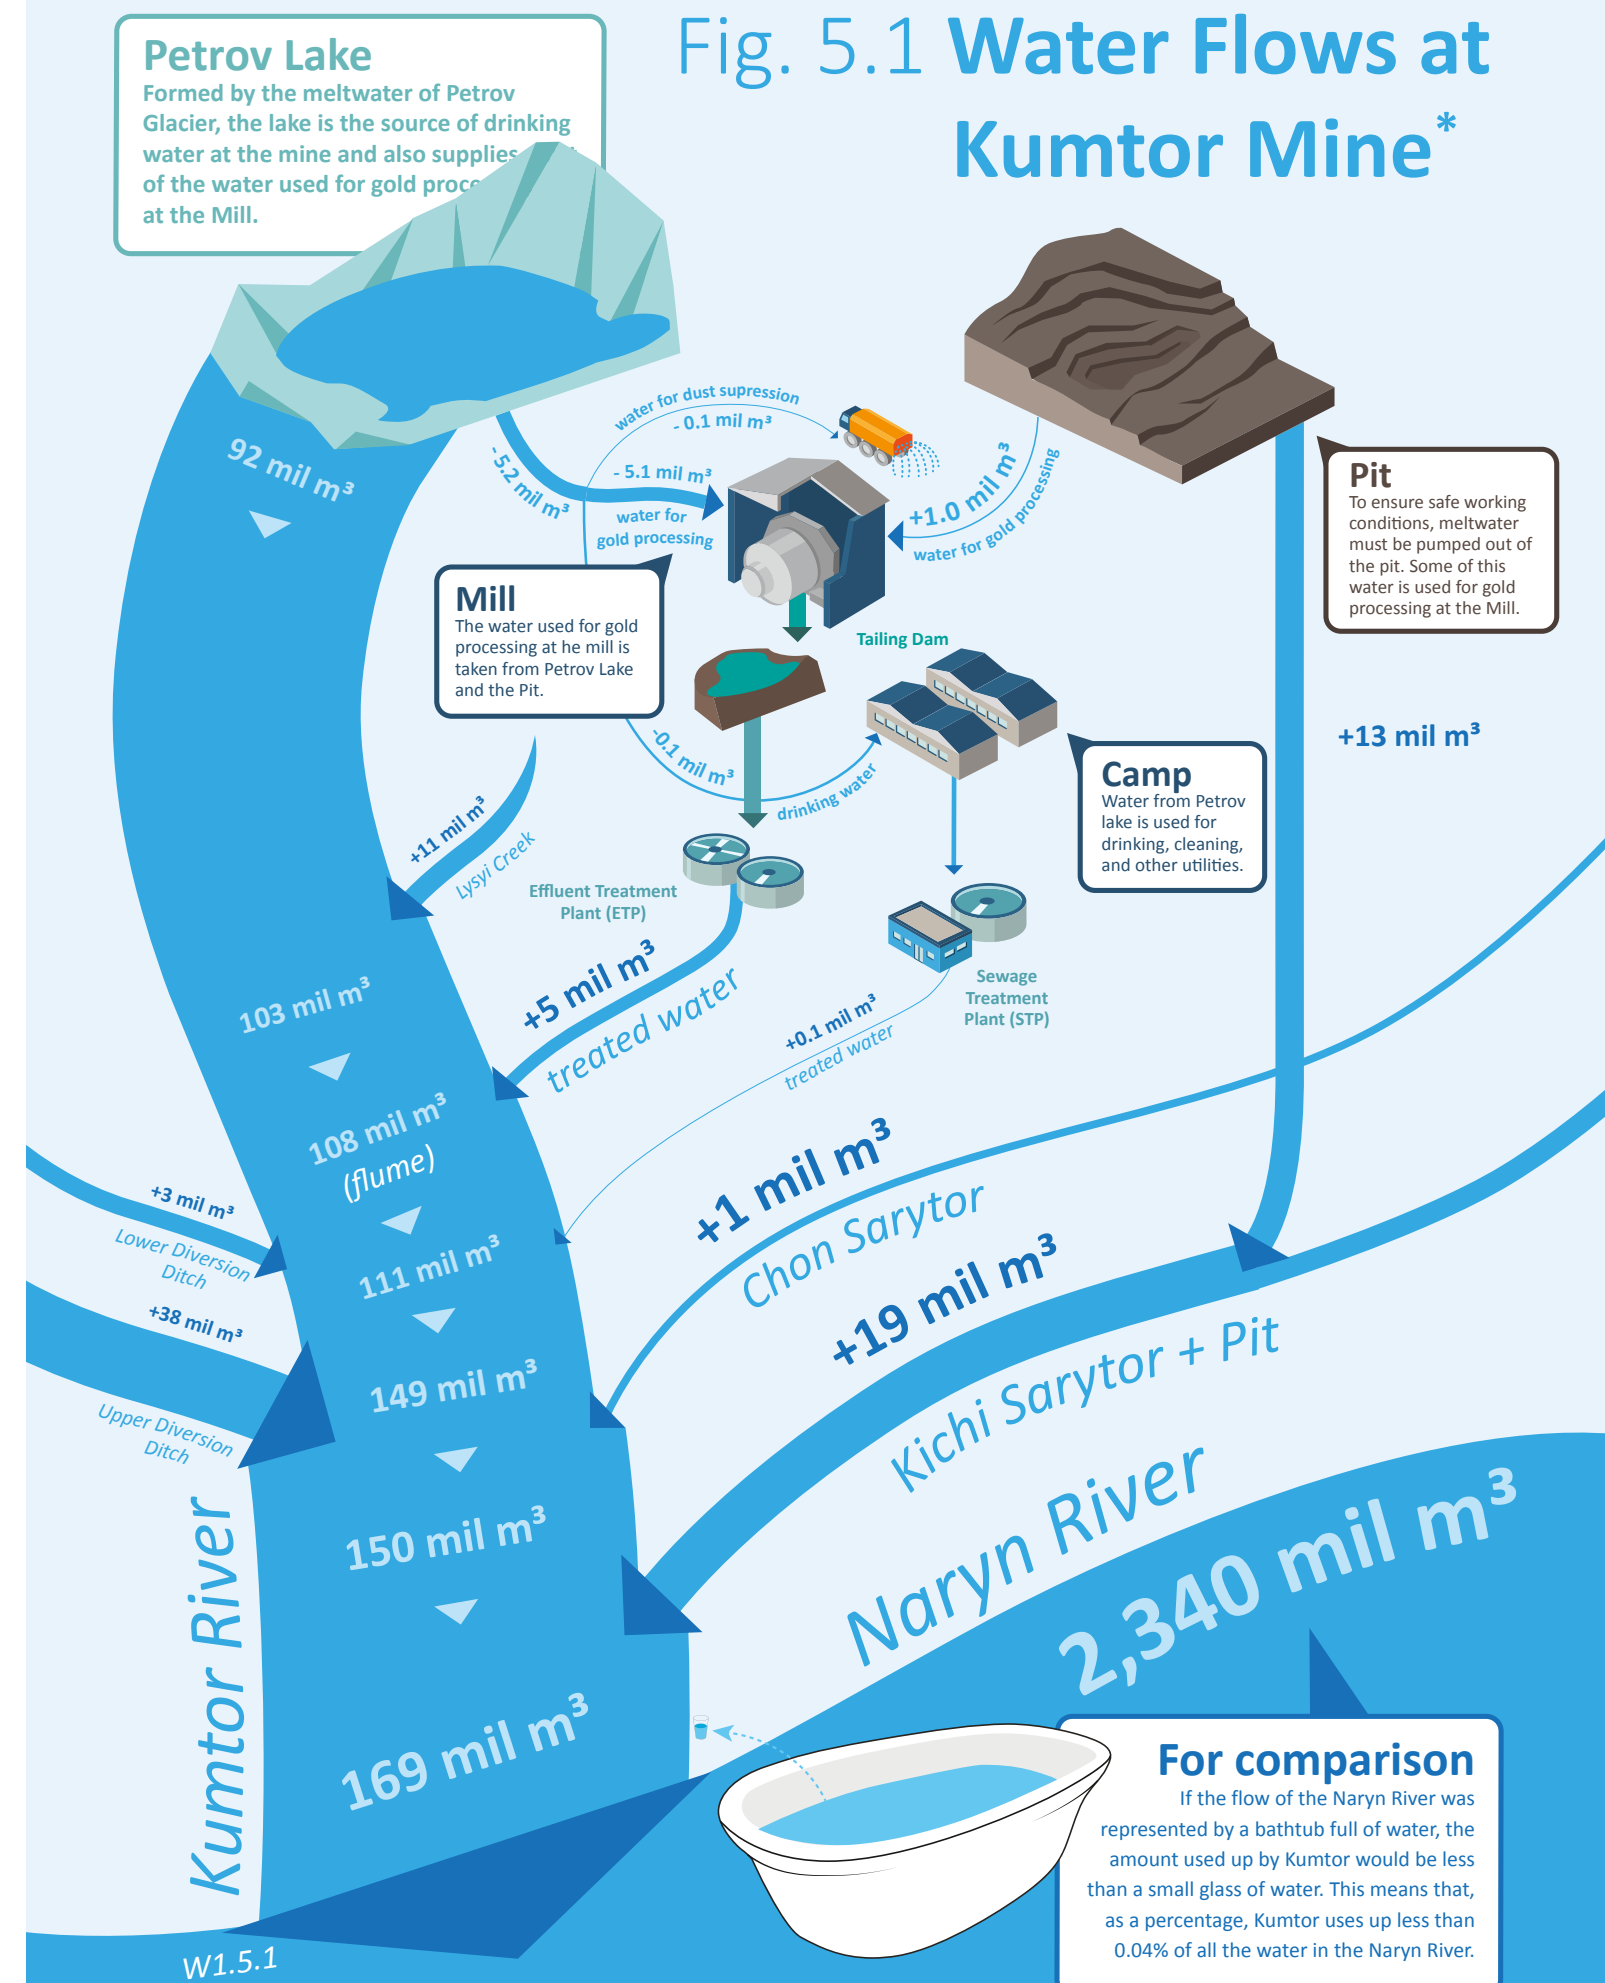 Fig. 5.1 Water Flows at
Kumtor Mine*
Petrov Lake
Formed by the meltwater of Petrov
Glacier, the lake is the source of drinking
water at the mine and also supplies
of the water used for gold
at the Mill.
92 mil m³
- 5.2 mil m³
water for dust supression
- 0.1 mil m³
- 5.1 mil m³
water for
gold processing
+1.0 mil m³
water for gold processing
Pit
To ensure safe working
conditions, meltwater
must be pumped out of
the pit. Some of this
water is used for gold
processing at the Mill.
Mill
The water used for gold
processing at he mill is
taken from Petrov Lake
and the Pit.
Tailing Dam
-0.1 mil m³
drinking water
+13 mil m³
Camp
Water from Petrov
lake is used for
drinking, cleaning,
and other utilities.
+11 mil m³
Lysyi Creek
Effluent Treatment
Plant (ETP)
+5 mil m³
treated water
Sewage
Treatment
Plant (STP)
+0.1 mil m³
treated water
103 mil m³
108 mil m³
(flume)
+3 mil m³
Lower Diversion
Ditch
111 mil m³
+38 mil m³
Upper Diversion
Ditch
149 mil m³
+1 mil m³
Chon Sarytor
+19 mil m³
Kichi Sarytor + Pit
150 mil m³
Kumtor River
169 mil m³
Naryn River
2,340 mil m³
For comparison
If the flow of the Naryn River was
represented by a bathtub full of water, the
amount used up by Kumtor would be less
than a small glass of water. This means that,
as a percentage, Kumtor uses up less than
0.04% of all the water in the Naryn River.
W1.5.1